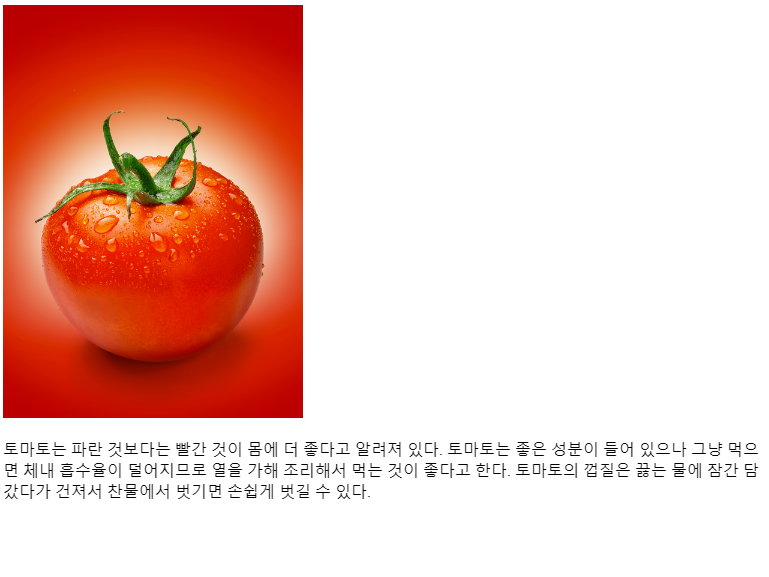 토마토는 파란 것보다는 빨간 것이 몸에 더 좋다고 알려져 있다. 토마토는 좋은 성분이 들어 있으나 그냥 먹으
면 체내 흡수율이 덜어지므로 열을 가해 조리해서 먹는 것이 좋다고 한다. 토마토의 껍질은 끓는 물에 잠간 담
갔다가 건져서 찬물에서 벗기면 손쉽게 벗길 수 있다.